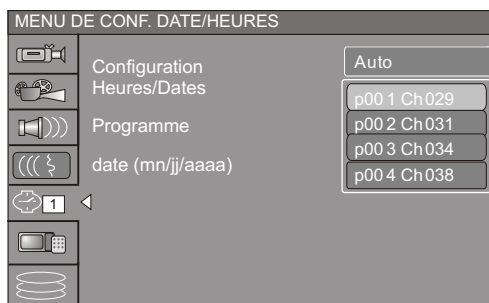 MENU DE CONF. DATE/HEURES
Configuration
Heures/Dates
Auto
p00 1 Ch 029
Programme
p00 2 Ch 031
p00 3 Ch 034
date (mn/jj/aaaa)
p00 4 Ch 038
1